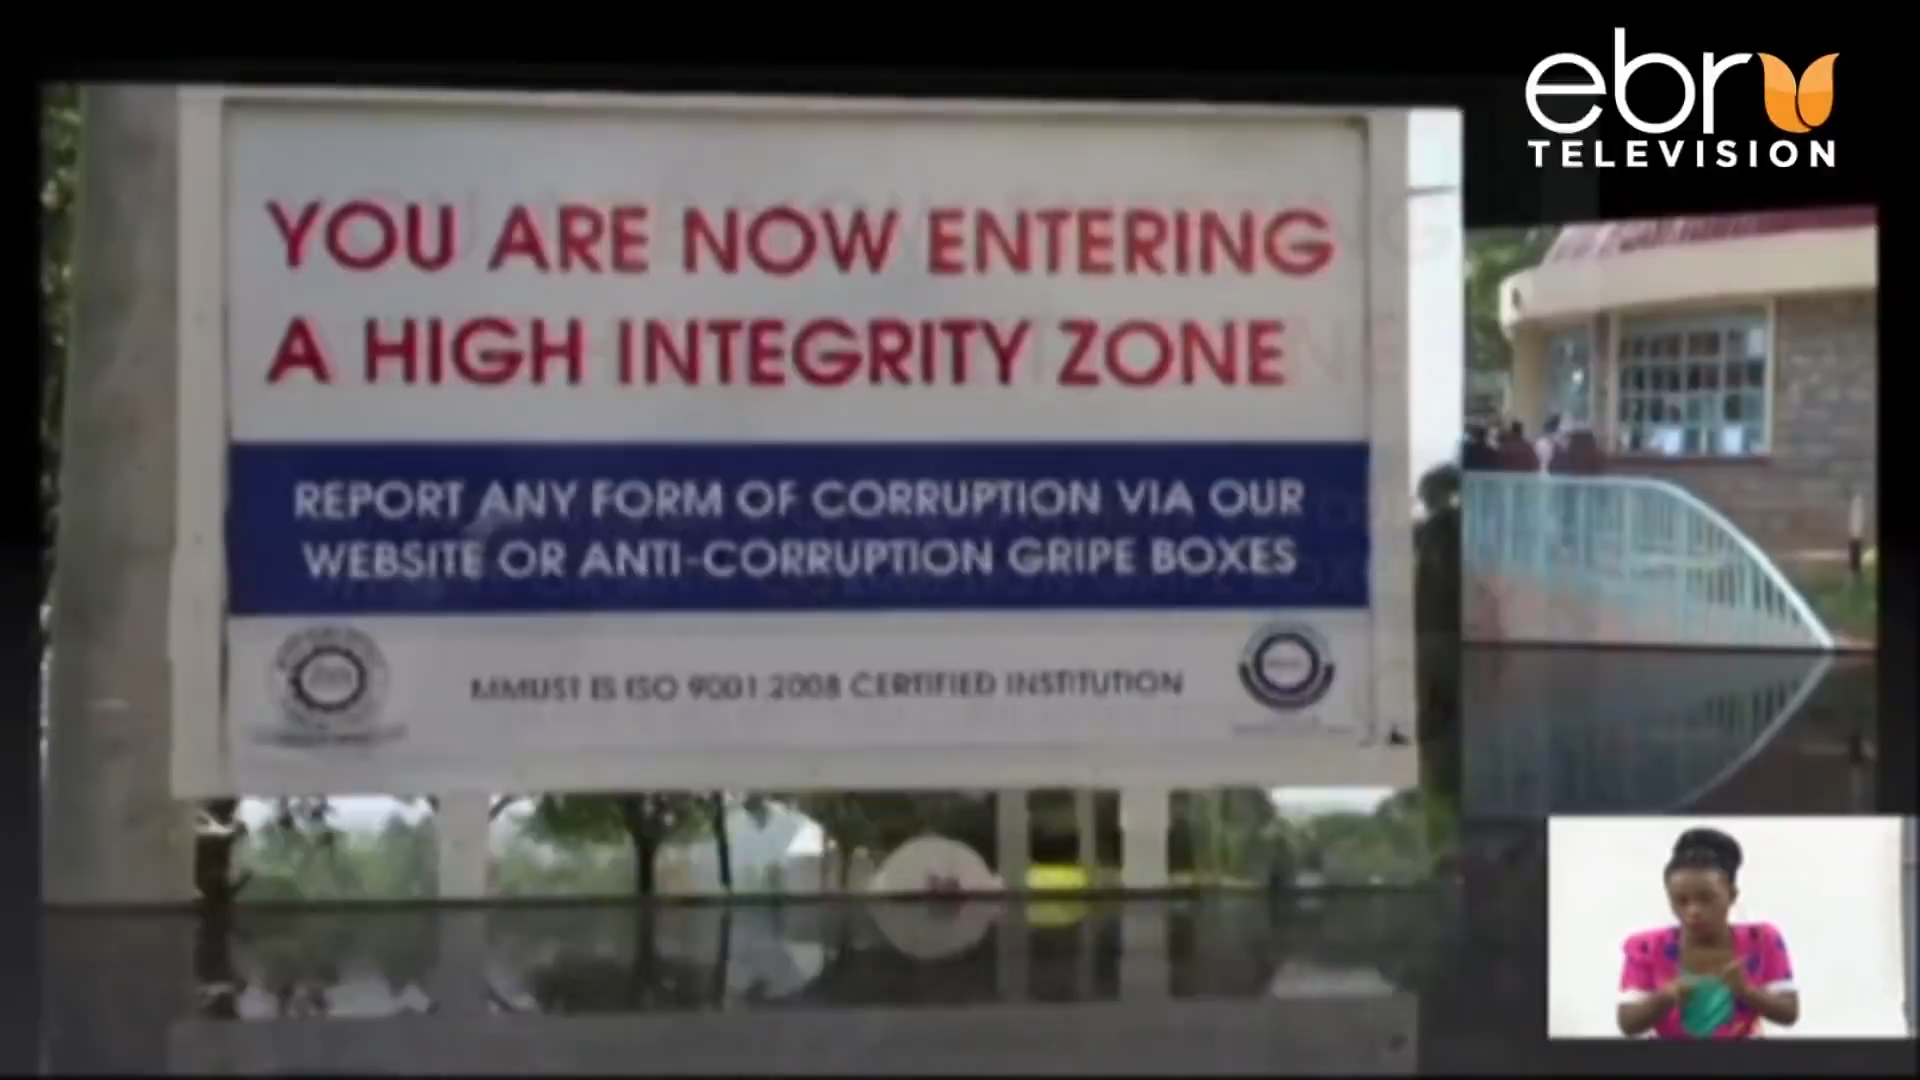 ebru
TELEVISION
YOU ARE NOW ENTERING
A HIGH INTEGRITY ZONE
REPORT ANY FORM OF CORRUPTION VIA OUR
WEBSITE OR ANTI-CORRUPTION GRIPE BOXES
MMUST IS ISO 9001:2008 CERTIFIED INSTITUTION